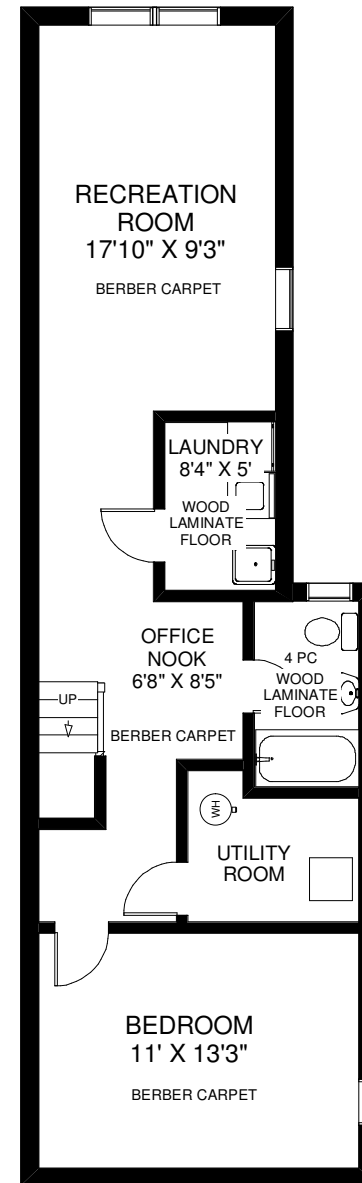 RECREATION
ROOM
17'10" X 9'3"
BERBER CARPET
LAUNDRY
8'4" X 5'
WOOD
LAMINATE
FLOOR
OFFICE
NOOK
6'8" X 8'5"
BERBER CARPET
4 PC
WOOD
LAMINATE
FLOOR
UP
WH
UTILITY
ROOM
BEDROOM
11' X 13'3"
BERBER CARPET